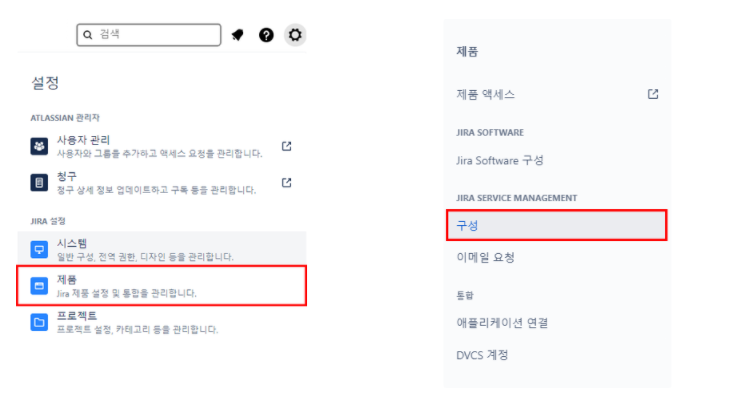 검색
설정
ATLASSIAN 관리자
사용자 관리
사용자와 그룹을 추가하고 액세스 요청을 관리합니다.
청구
청구 상세 정보 업데이트하고 구독 등을 관리합니다.
JIRA 설정
시스템
일반 구성, 전역 권한, 디자인 등을 관리합니다.
제품
Jira 제품 설정 및 통합을 관리합니다.
프로젝트
프로젝트 설정, 카테고리 등을 관리합니다.
제품
제품 액세스
JIRA SOFTWARE
Jira Software 구성
JIRA SERVICE MANAGEMENT
구성
이메일 요청
통합
애플리케이션 연결
DVCS 계정